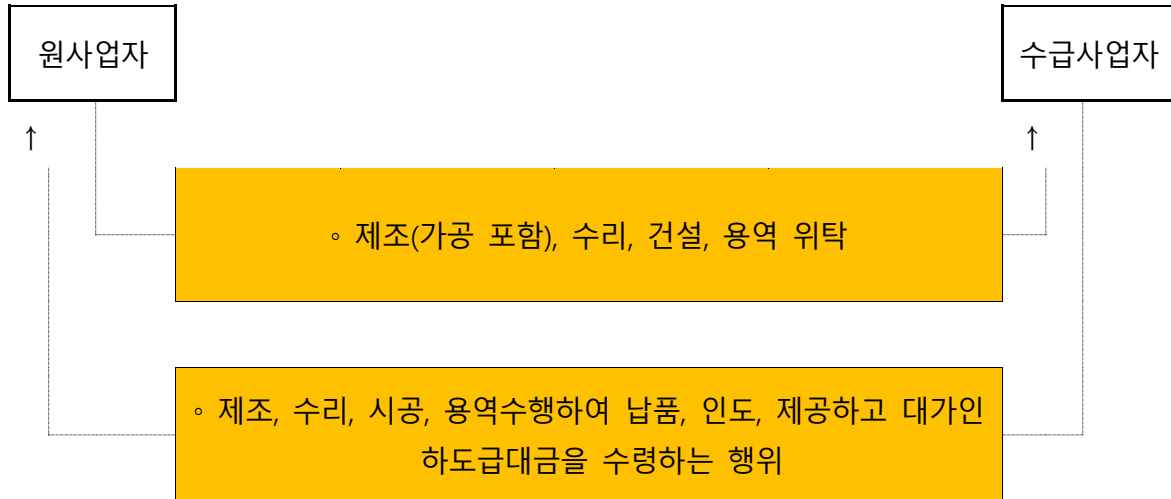 원사업자
수급사업자
↑
↑
◦ 제조(가공 포함), 수리, 건설, 용역 위탁
◦ 제조, 수리, 시공, 용역수행하여 납품, 인도, 제공하고 대가인
하도급대금을 수령하는 행위